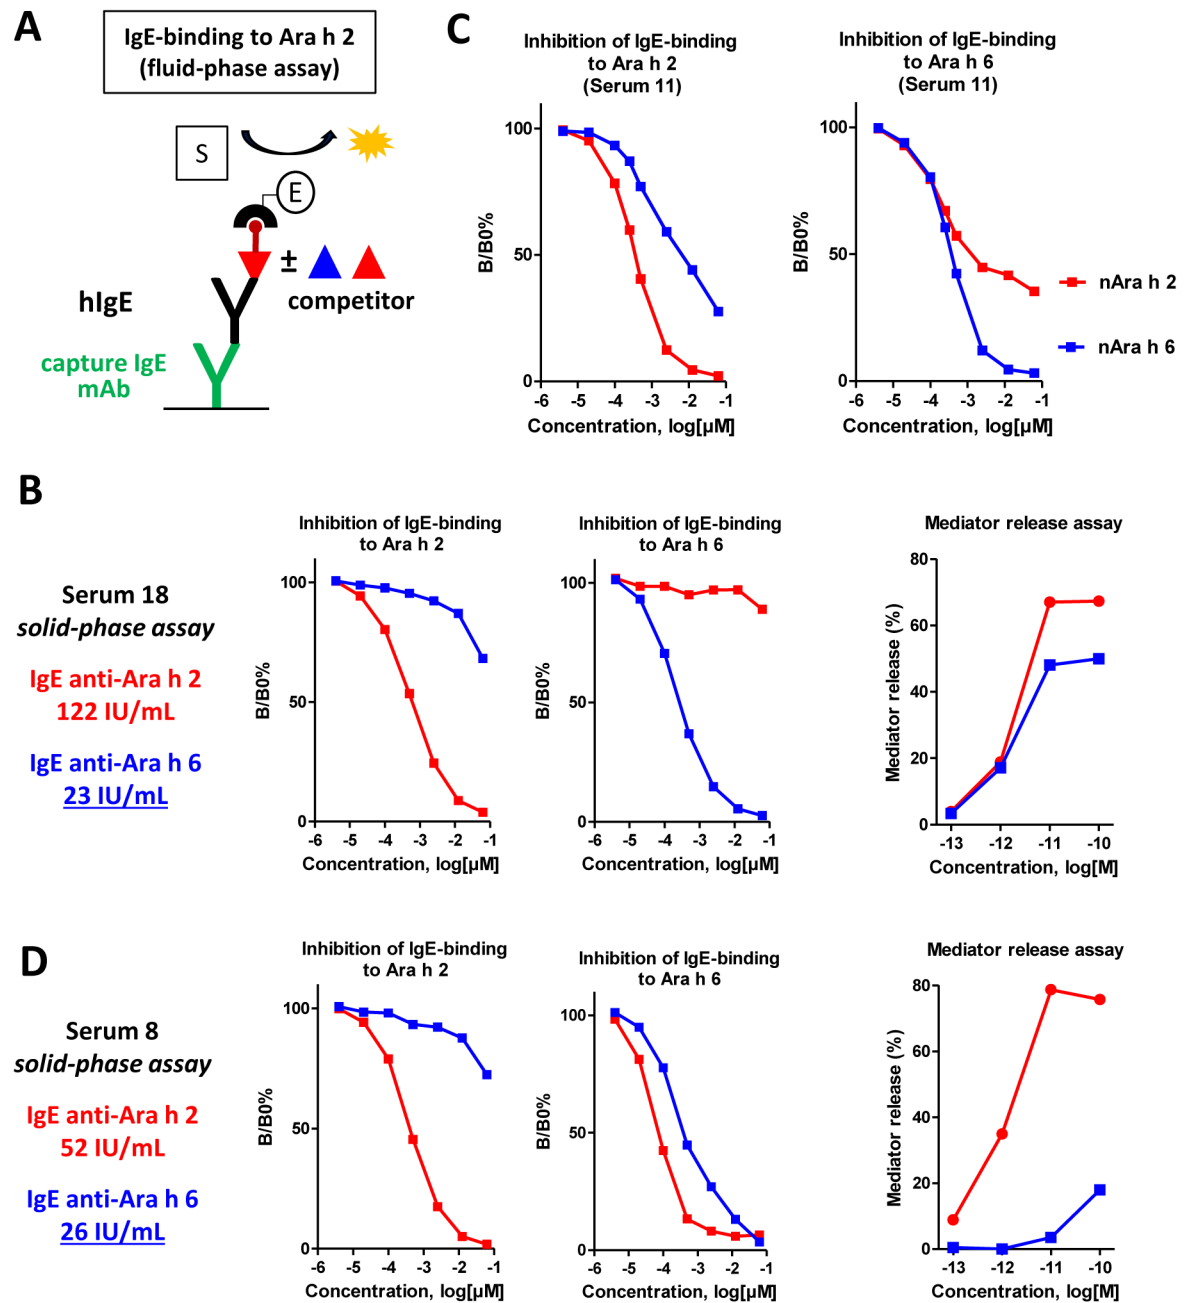 A
IgE-binding to Ara h 2
(fluid-phase assay)
S
E
±
hIgE
competitor
capture IgE
mAb
C
Inhibition of IgE-binding
to Ara h 2
(Serum 11)
B/B0%
100
50
0
-6 -5 -4 -3 -2 -1
Concentration, log[µM]
Inhibition of IgE-binding
to Ara h 6
(Serum 11)
B/B0%
100
50
0
-6 -5 -4 -3 -2 -1
Concentration, log[µM]
nAra h 2
nAra h 6
B
Serum 18
solid-phase assay
IgE anti-Ara h 2
122 IU/mL
IgE anti-Ara h 6
23 IU/mL
Inhibition of IgE-binding
to Ara h 2
B/B0%
100
50
0
-6 -5 -4 -3 -2 -1
Concentration, log[µM]
Inhibition of IgE-binding
to Ara h 6
B/B0%
100
50
0
-6 -5 -4 -3 -2 -1
Concentration, log[µM]
Mediator release assay
Mediator release (%)
80
60
40
20
0
-13 -12 -11 -10
Concentration, log[M]
D
Serum 8
solid-phase assay
IgE anti-Ara h 2
52 IU/mL
IgE anti-Ara h 6
26 IU/mL
Inhibition of IgE-binding
to Ara h 2
B/B0%
100
50
0
-6 -5 -4 -3 -2 -1
Concentration, log[µM]
Inhibition of IgE-binding
to Ara h 6
B/B0%
100
50
0
-6 -5 -4 -3 -2 -1
Concentration, log[µM]
Mediator release assay
Mediator release (%)
80
60
40
20
0
-13 -12 -11 -10
Concentration, log[M]